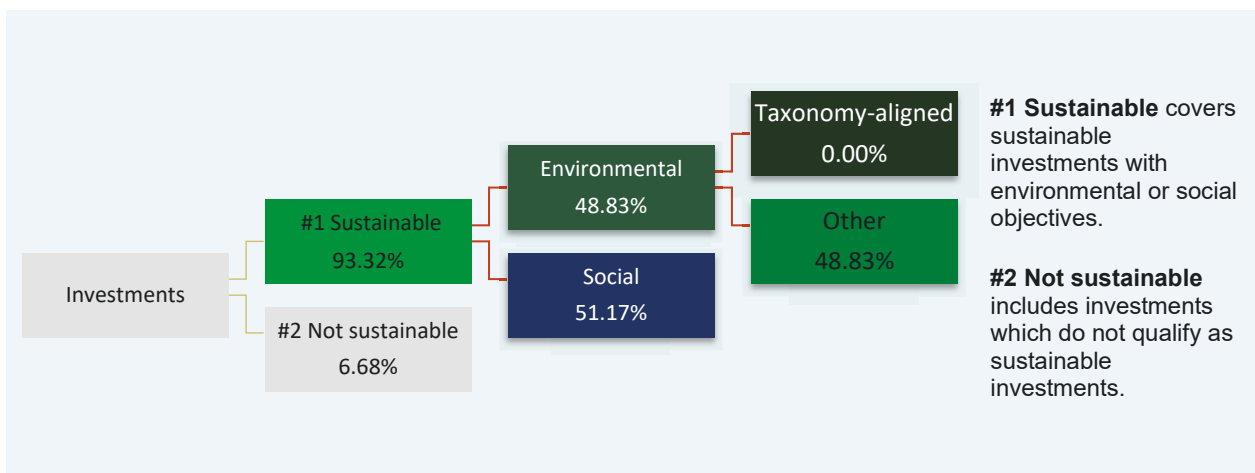 Investments
#1 Sustainable
93.32%
#2 Not sustainable
6.68%
Environmental
48.83%
Social
51.17%
Taxonomy-aligned
0.00%
Other
48.83%
#1 Sustainable covers
sustainable
investments with
environmental or social
objectives.
#2 Not sustainable
includes investments
which do not qualify as
sustainable
investments.